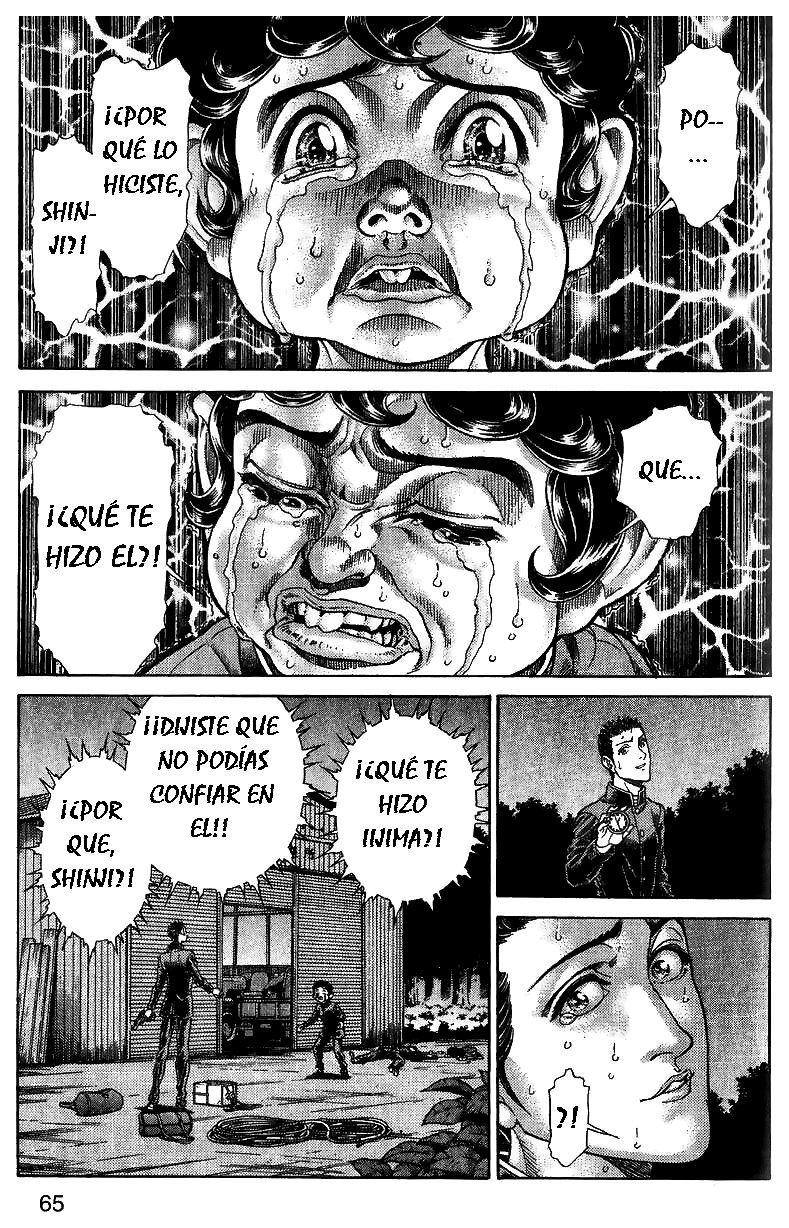 PO--
...
¡¿POR
QUÉ LO
HICISTE,
SHIN-
JI?!
QUE...
¡¿QUÉ TE
HIZO EL?!
¡¿QUÉ TE
HIZO
IIJIMA?!
¡¡DIJISTE QUE
NO PODÍAS
CONFIAR EN
EL!!
¡¿POR
QUE,
SHINJI?!
?!
65